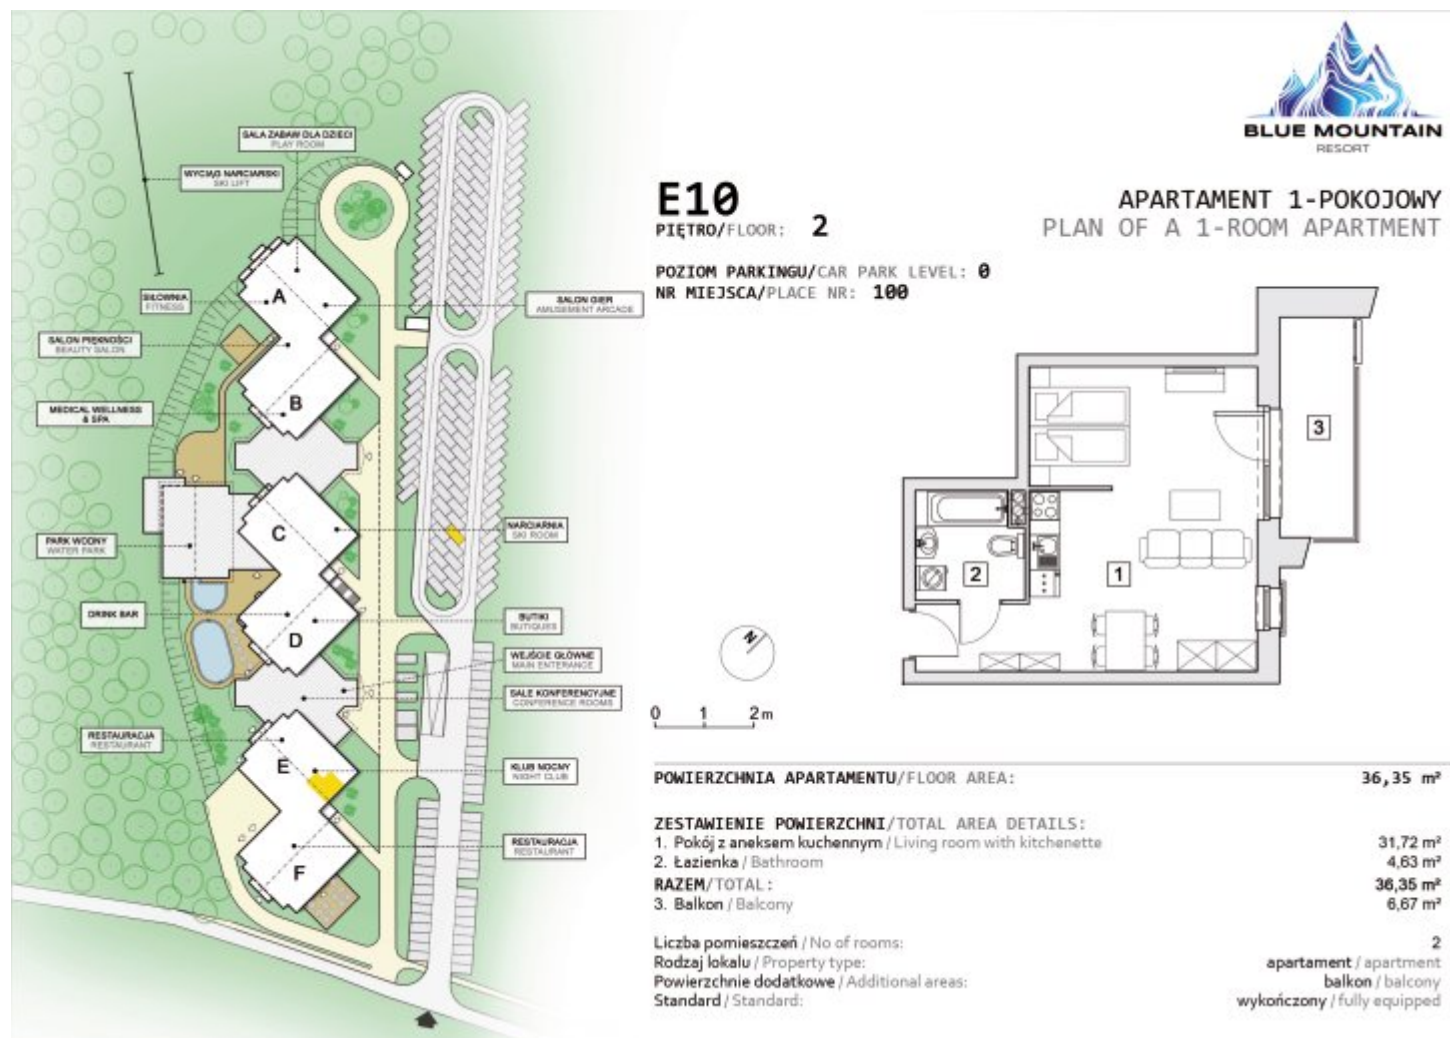 BLUE MOUNTAIN
RESORT
E10
PIĘTRO/FLOOR: 2
APARTAMENT 1-POKOJOWY
PLAN OF A 1-ROOM APARTMENT
POZIOM PARKINGU/CAR PARK LEVEL: 0
NR MIEJSCA/PLACE NR: 100
SALA ZABAW DLA DZIECI
PLAY ROOM
WYCIĄG NARCIARSKI
SKI LIFT
SIŁOWNIA
FITNESS
SALON GIER
AMUSEMENT ARCADE
SALON PIĘKNOŚCI
BEAUTY SALON
MEDICAL WELLNESS
& SPA
NARCIARNIA
SKI ROOM
PARK WODNY
WATER PARK
DRINK BAR
BUTIKI
BUTIQUES
WEJŚCIE GŁÓWNE
MAIN ENTERANCE
SALE KONFERENCYJNE
CONFERENCE ROOMS
RESTAURACJA
RESTAURANT
KLUB NOCNY
NIGHT CLUB
RESTAURACJA
RESTAURANT
A
B
C
D
E
F
1
2
3
N
0 1 2m
POWIERZCHNIA APARTAMENTU/FLOOR AREA: 36,35 m²
ZESTAWIENIE POWIERZCHNI/TOTAL AREA DETAILS:
1. Pokój z aneksem kuchennym / Living room with kitchenette 31,72 m²
2. Łazienka / Bathroom 4,63 m²
RAZEM/TOTAL: 36,35 m²
3. Balkon / Balcony 6,67 m²
Liczba pomieszczeń / No of rooms: 2
Rodzaj lokalu / Property type: apartament / apartment
Powierzchnie dodatkowe / Additional areas: balkon / balcony
Standard / Standard: wykończony / fully equipped